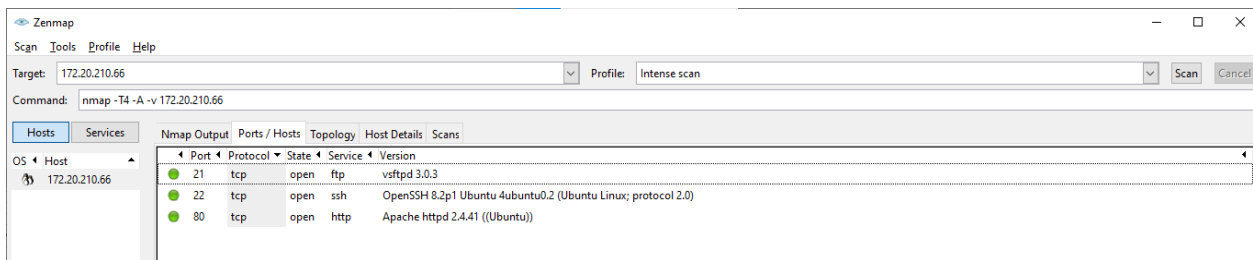 Zenmap
Scan Tools Profile Help
Target: 172.20.210.66 Profile: Intense scan Scan Cancel
Command: nmap -T4 -A -v 172.20.210.66
Hosts Services Nmap Output Ports / Hosts Topology Host Details Scans
OS Host Port Protocol State Service Version
172.20.210.66 21 tcp open ftp vsftpd 3.0.3
22 tcp open ssh OpenSSH 8.2p1 Ubuntu 4ubuntu0.2 (Ubuntu Linux; protocol 2.0)
80 tcp open http Apache httpd 2.4.41 ((Ubuntu))